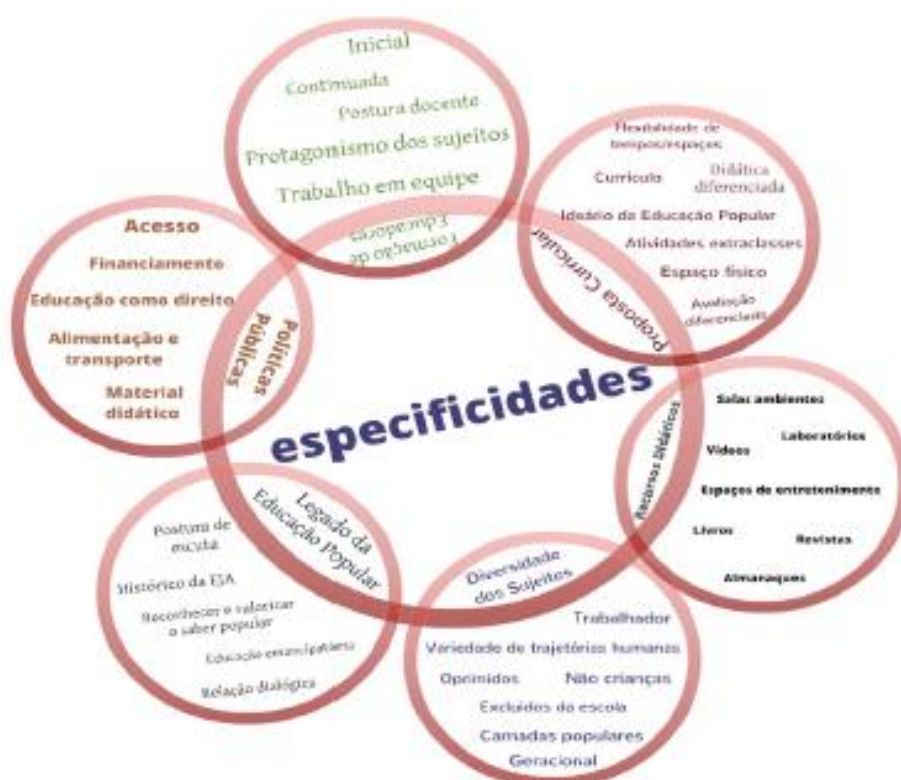 Inicial
Continuada
Postura docente
Protagonismo dos sujeitos
Trabalho em equipe
Formação de
Educadores
Flexibilidade de
tempos/espaços
Currículo
Didática
diferenciada
Ideário da Educação Popular
Atividades extraclasses
Espaço físico
Avaliação
diferenciada
Proposta Curricular
Acesso
Financiamento
Educação como direito
Alimentação e
transporte
Material
didático
Políticas
Públicas
especificidades
Salas ambientes
Laboratórios
Vídeos
Espaços de entretenimento
Livros
Revistas
Almanaques
Recursos Didáticos
Legado da
Educação Popular
Postura de
escuta
Histórico da EJA
Reconhecer e valorizar
o saber popular
Educação emancipatória
Relação dialógica
Diversidade
dos Sujeitos
Trabalhador
Variedade de trajetórias humanas
Oprimidos
Não crianças
Excluídos da escola
Camadas populares
Geracional